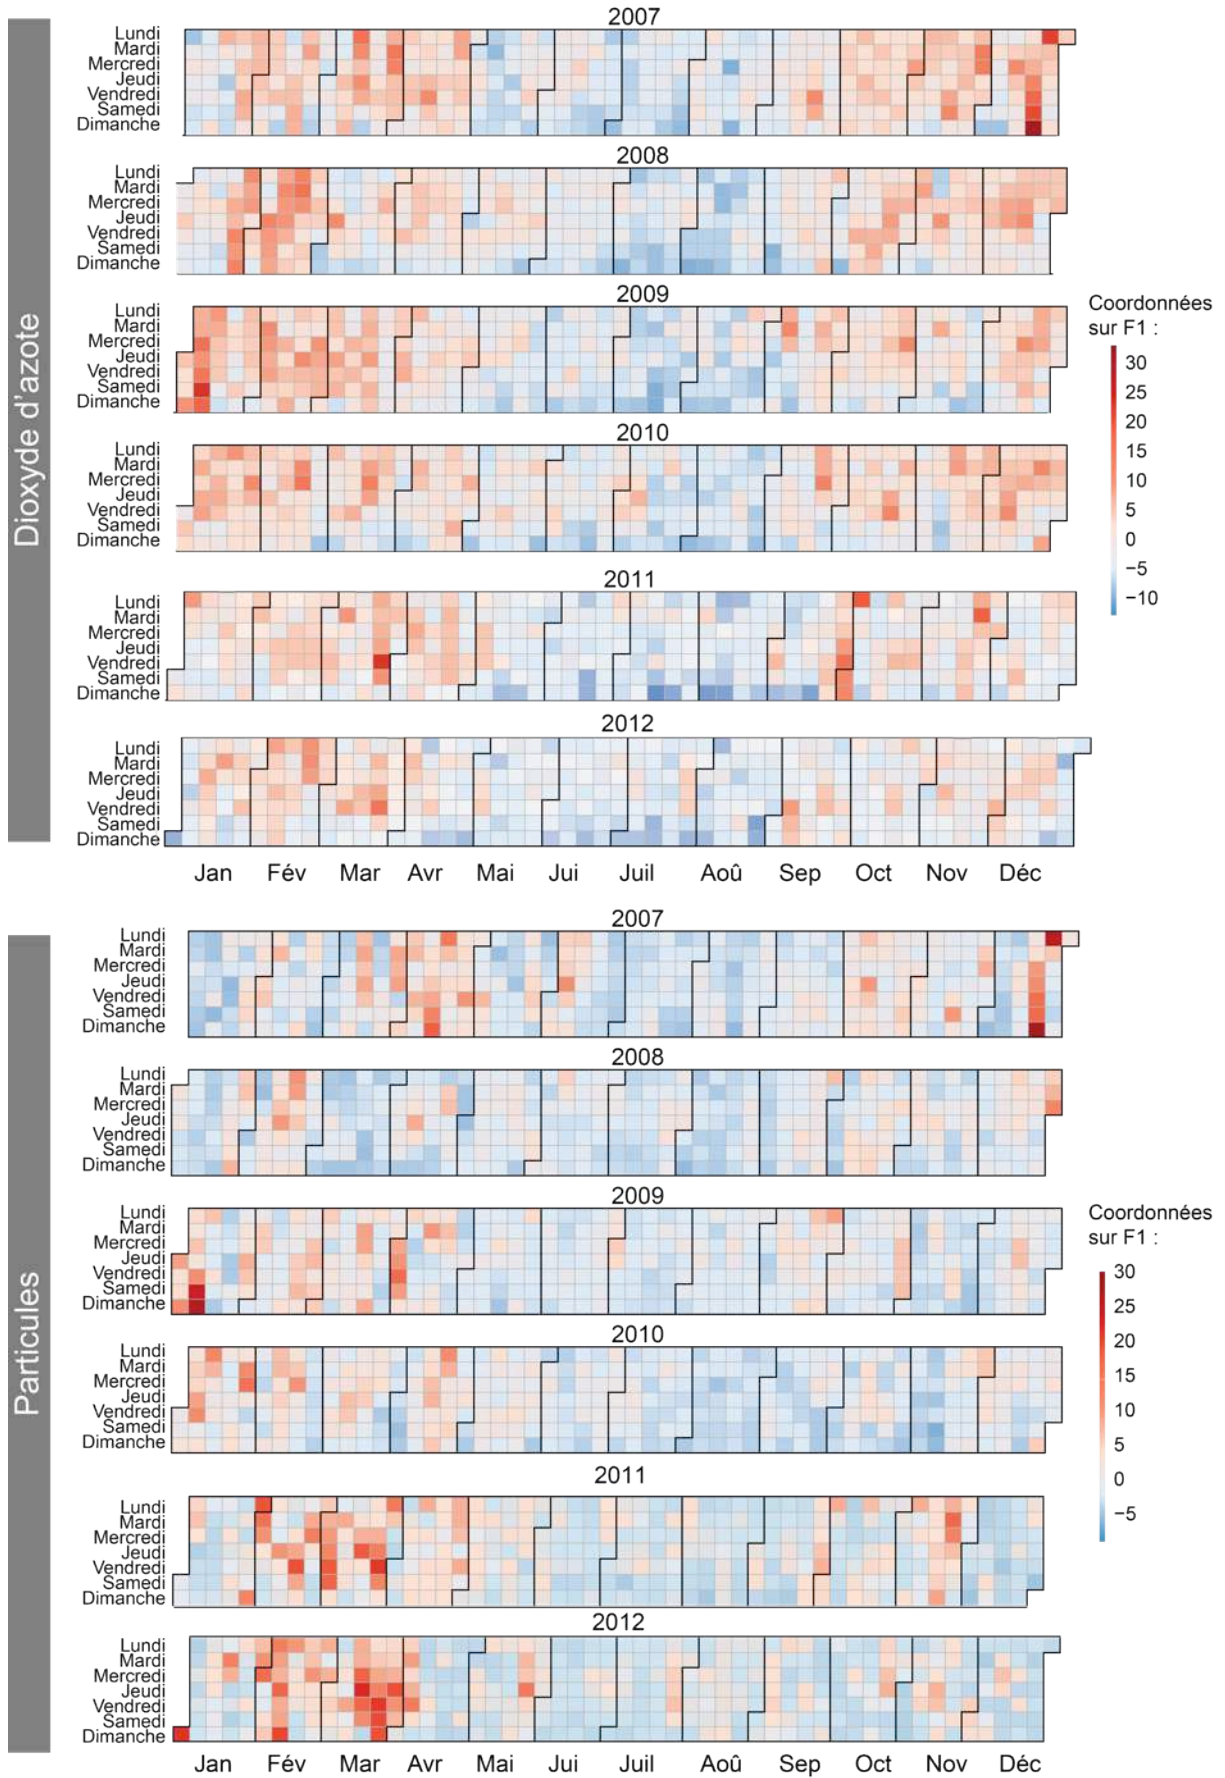 Dioxyde d'azote
2007
Lundi
Mardi
Mercredi
Jeudi
Vendredi
Samedi
Dimanche
2008
Lundi
Mardi
Mercredi
Jeudi
Vendredi
Samedi
Dimanche
2009
Lundi
Mardi
Mercredi
Jeudi
Vendredi
Samedi
Dimanche
2010
Lundi
Mardi
Mercredi
Jeudi
Vendredi
Samedi
Dimanche
2011
Lundi
Mardi
Mercredi
Jeudi
Vendredi
Samedi
Dimanche
2012
Lundi
Mardi
Mercredi
Jeudi
Vendredi
Samedi
Dimanche
Jan Fév Mar Avr Mai Jui Juil Aoû Sep Oct Nov Déc
Coordonnées
sur F1 :
30
25
20
15
10
5
0
−5
−10
Particules
2007
Lundi
Mardi
Mercredi
Jeudi
Vendredi
Samedi
Dimanche
2008
Lundi
Mardi
Mercredi
Jeudi
Vendredi
Samedi
Dimanche
2009
Lundi
Mardi
Mercredi
Jeudi
Vendredi
Samedi
Dimanche
2010
Lundi
Mardi
Mercredi
Jeudi
Vendredi
Samedi
Dimanche
2011
Lundi
Mardi
Mercredi
Jeudi
Vendredi
Samedi
Dimanche
2012
Lundi
Mardi
Mercredi
Jeudi
Vendredi
Samedi
Dimanche
Jan Fév Mar Avr Mai Jui Juil Aoû Sep Oct Nov Déc
Coordonnées
sur F1 :
30
25
20
15
10
5
0
−5